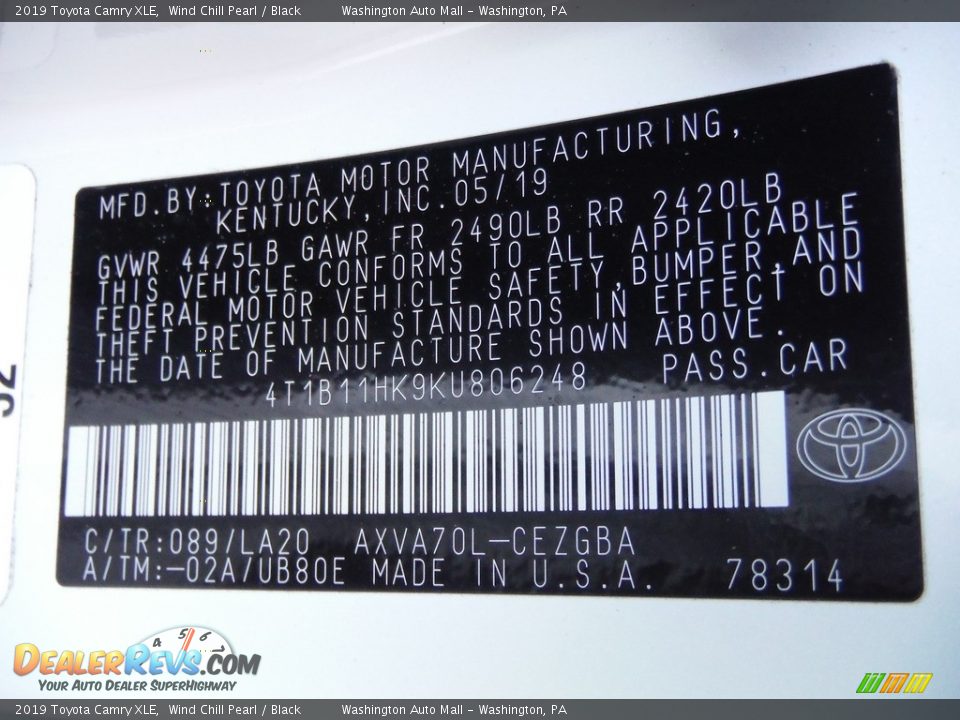 2019 Toyota Camry XLE, Wind Chill Pearl / Black Washington Auto Mall - Washington, PA
MFD.BY:TOYOTA MOTOR MANUFACTURING,
KENTUCKY,INC.05/19
GVWR 4475LB GAWR FR 2490LB RR 2420LB
THIS VEHICLE CONFORMS TO ALL APPLICABLE
FEDERAL MOTOR VEHICLE SAFETY,BUMPER,AND
THEFT PREVENTION STANDARDS IN EFFECT ON
THE DATE OF MANUFACTURE SHOWN ABOVE.
4T1B11HK9KU806248 PASS.CAR
C/TR:089/LA20 AXVA70L-CEZGBA
A/TM:-02A/UB80E MADE IN U.S.A. 78314
4 5 6
DEALERREVS.COM
YOUR AUTO DEALER SUPERHIGHWAY
2019 Toyota Camry XLE, Wind Chill Pearl / Black Washington Auto Mall - Washington, PA